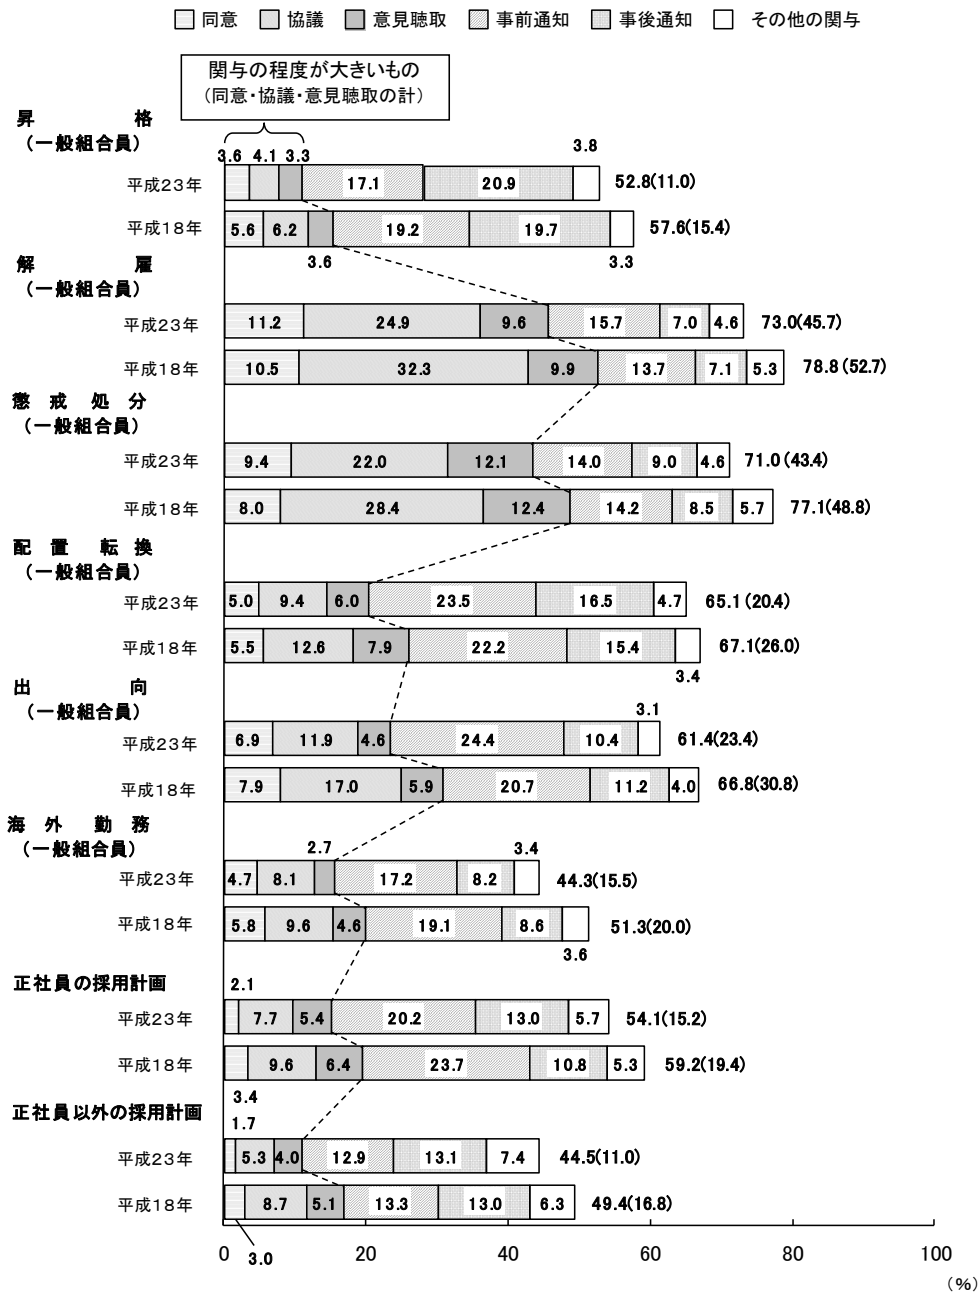 同意 協議 意見聴取 事前通知 事後通知 その他の関与
関与の程度が大きいもの
（同意・協議・意見聴取の計）
昇格
（一般組合員）
3.8
3.6 4.1 3.3
平成23年 17.1 20.9 52.8(11.0)
平成18年 5.6 6.2 19.2 19.7 57.6(15.4)
3.6 3.3
解雇
（一般組合員）
平成23年 11.2 24.9 9.6 15.7 7.0 4.6 73.0(45.7)
平成18年 10.5 32.3 9.9 13.7 7.1 5.3 78.8(52.7)
懲戒処分
（一般組合員）
平成23年 9.4 22.0 12.1 14.0 9.0 4.6 71.0(43.4)
平成18年 8.0 28.4 12.4 14.2 8.5 5.7 77.1(48.8)
配置転換
（一般組合員）
平成23年 5.0 9.4 6.0 23.5 16.5 4.7 65.1(20.4)
平成18年 5.5 12.6 7.9 22.2 15.4 67.1(26.0)
3.4
出向
（一般組合員）
3.1
平成23年 6.9 11.9 4.6 24.4 10.4 61.4(23.4)
平成18年 7.9 17.0 5.9 20.7 11.2 4.0 66.8(30.8)
海外勤務
（一般組合員）
2.7 3.4
平成23年 4.7 8.1 17.2 8.2 44.3(15.5)
平成18年 5.8 9.6 4.6 19.1 8.6 51.3(20.0)
3.6
正社員の採用計画
2.1
平成23年 7.7 5.4 20.2 13.0 5.7 54.1(15.2)
平成18年 9.6 6.4 23.7 10.8 5.3 59.2(19.4)
3.4
正社員以外の採用計画
1.7
平成23年 5.3 4.0 12.9 13.1 7.4 44.5(11.0)
平成18年 8.7 5.1 13.3 13.0 6.3 49.4(16.8)
3.0
0 20 40 60 80 100
（%）